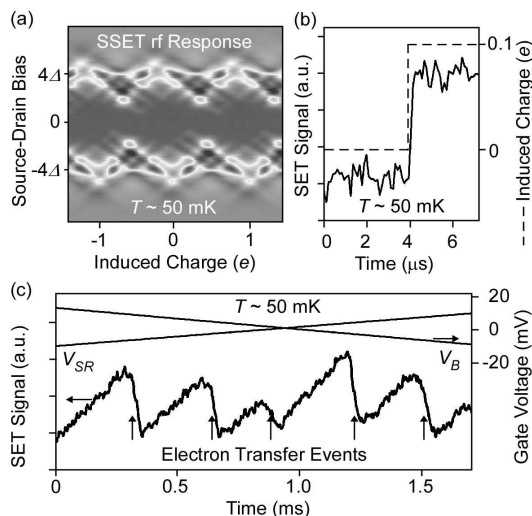 (a)
SSET rf Response
Source-Drain Bias
4Δ
0
-4Δ
T ~ 50 mK
-1 0 1
Induced Charge (e)
(b)
SET Signal (a.u.)
T ~ 50 mK
0.1
0
Induced Charge (e)
0 2 4 6
Time (μs)
(c)
T ~ 50 mK
SET Signal (a.u.)
V_SR
V_B
20
0
-20
Gate Voltage (mV)
Electron Transfer Events
0 0.5 1.0 1.5
Time (ms)